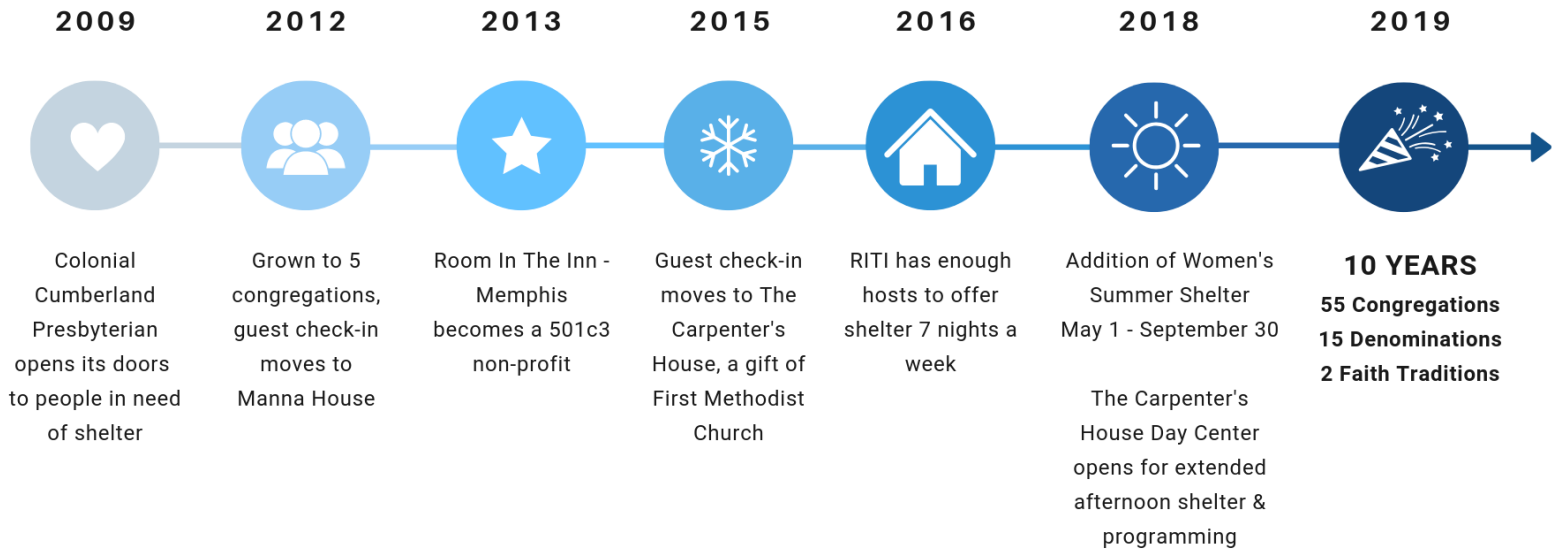 2009
Colonial
Cumberland
Presbyterian
opens its doors
to people in need
of shelter
2012
Grown to 5
congregations,
guest check-in
moves to
Manna House
2013
Room In The Inn -
Memphis
becomes a 501c3
non-profit
2015
Guest check-in
moves to The
Carpenter's
House, a gift of
First Methodist
Church
2016
RITI has enough
hosts to offer
shelter 7 nights a
week
2018
Addition of Women's
Summer Shelter
May 1 - September 30
The Carpenter's
House Day Center
opens for extended
afternoon shelter &
programming
2019
10 YEARS
55 Congregations
15 Denominations
2 Faith Traditions